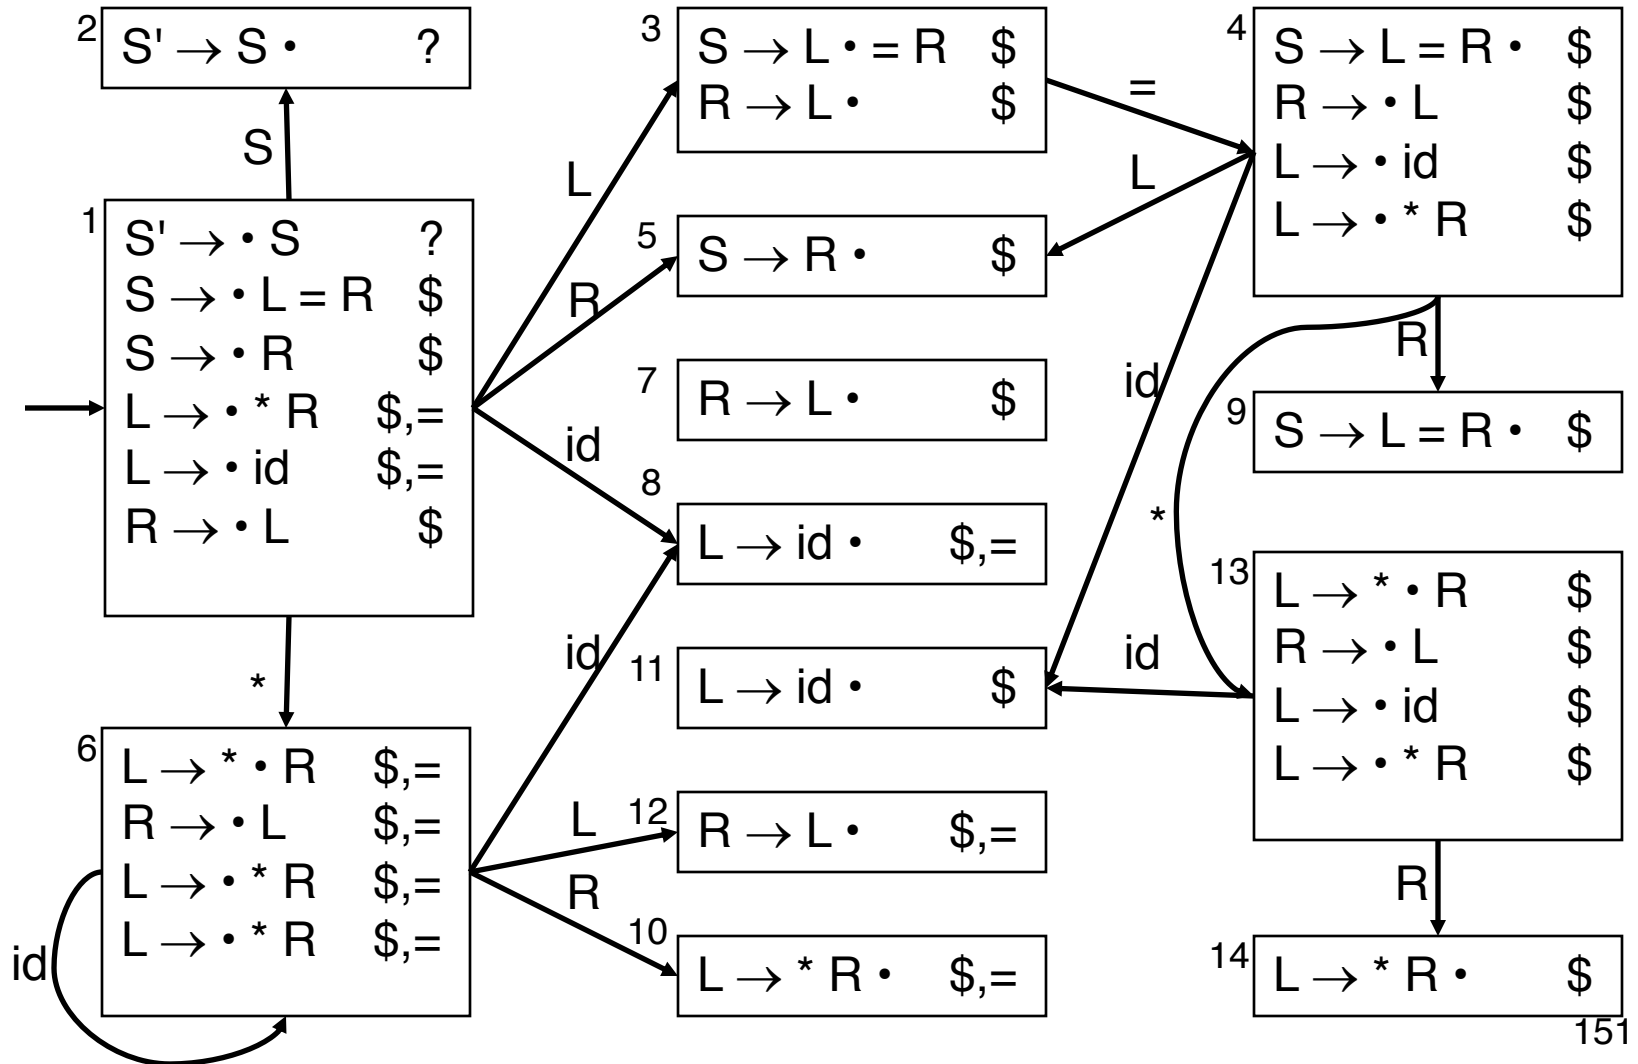 2
S' → S • ?
S
1
S' → • S ?
S → • L = R $
S → • R $
L → • * R $,=
L → • id $,=
R → • L $
*
6
L → * • R $,=
R → • L $,=
L → • * R $,=
L → • * R $,=
id
L
R
id
id
L
R
3
S → L • = R $
R → L • $
5
S → R • $
7
R → L • $
8
L → id • $,=
11
L → id • $
12
R → L • $,=
10
L → * R • $,=
=
L
id
*
id
4
S → L = R • $
R → • L $
L → • id $
L → • * R $
R
9
S → L = R • $
13
L → * • R $
R → • L $
L → • id $
L → • * R $
R
14
L → * R • $
151